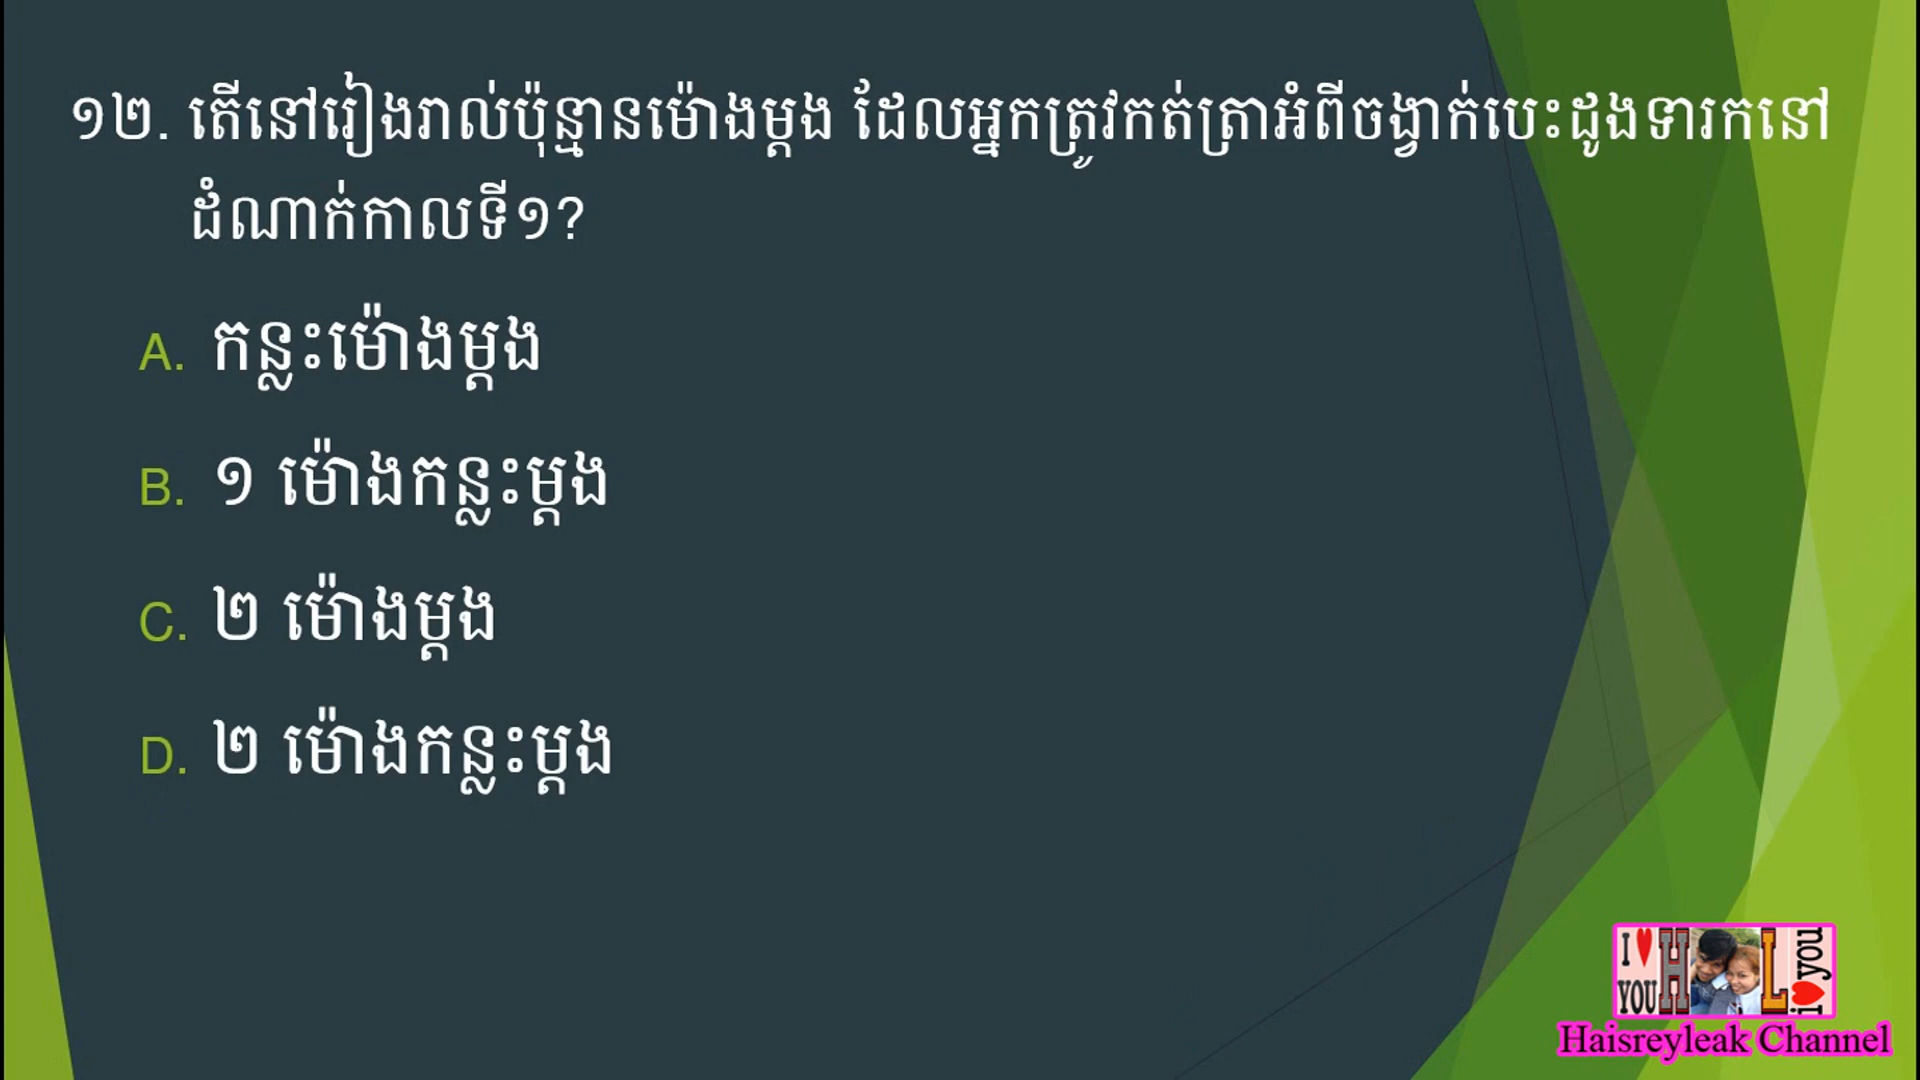 ១២. តើនៅរៀងរាល់ប៉ុន្មានម៉ោងម្តង ដែលអ្នកត្រូវកត់ត្រាអំពីចង្វាក់បេះដូងទារកនៅ
ដំណាក់កាលទី១?
A. កន្លះម៉ោងម្តង
B. ១ ម៉ោងកន្លះម្តង
C. ២ ម៉ោងម្តង
D. ២ ម៉ោងកន្លះម្តង
I ♥ YOU H L i ♥ you
Haisreyleak Channel